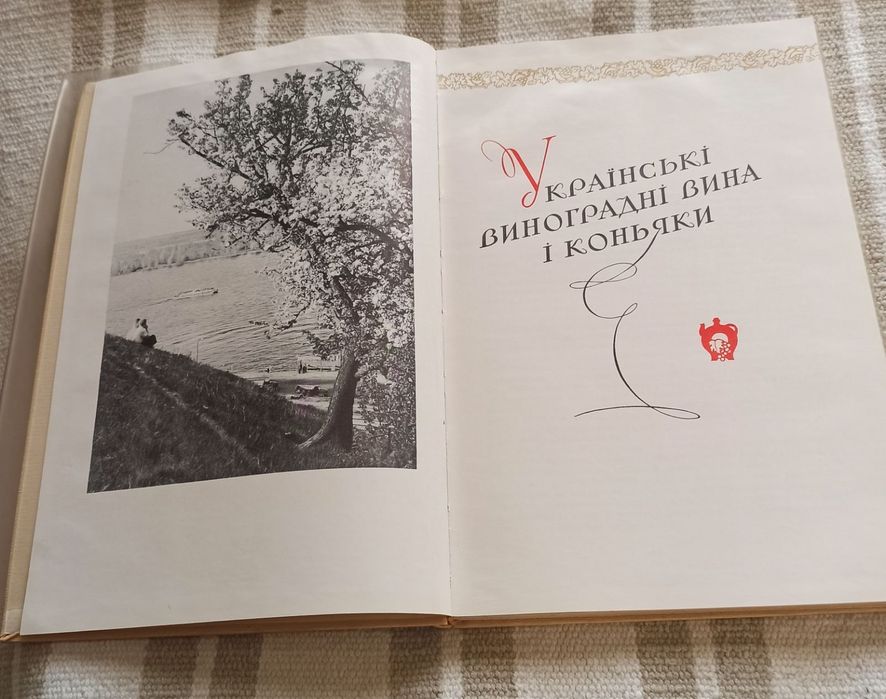 Українські
виноградні вина
і коньяки